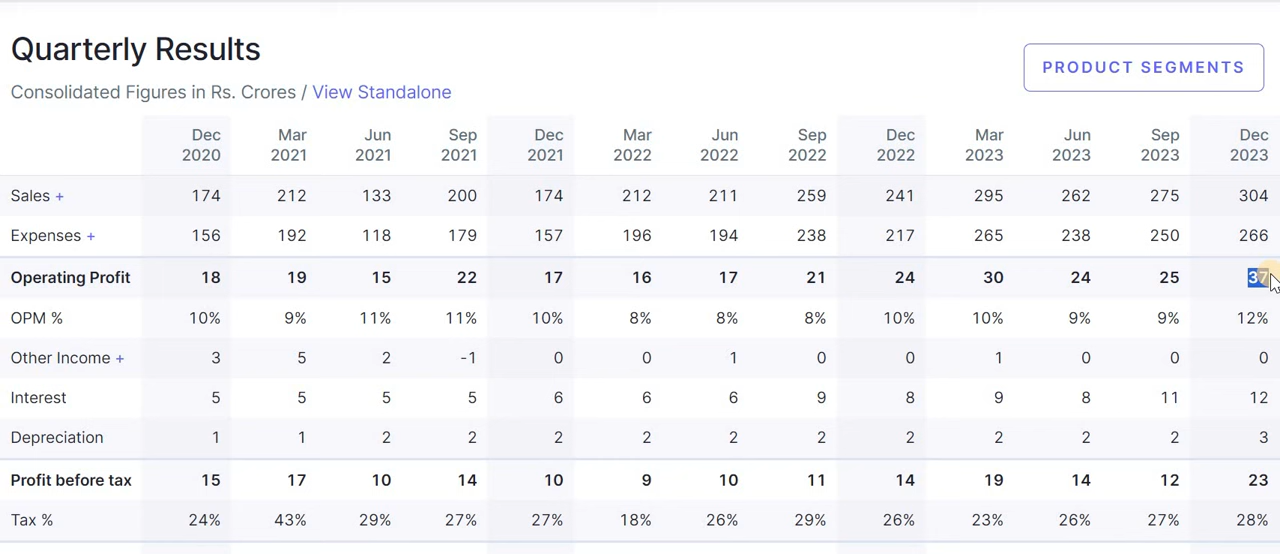 Quarterly Results
PRODUCT SEGMENTS
Consolidated Figures in Rs. Crores / View Standalone
Dec Mar Jun Sep Dec Mar Jun Sep Dec Mar Jun Sep Dec
2020 2021 2021 2021 2021 2022 2022 2022 2022 2023 2023 2023 2023
Sales + 174 212 133 200 174 212 211 259 241 295 262 275 304
Expenses + 156 192 118 179 157 196 194 238 217 265 238 250 266
Operating Profit 18 19 15 22 17 16 17 21 24 30 24 25 37
OPM % 10% 9% 11% 11% 10% 8% 8% 8% 10% 10% 9% 9% 12%
Other Income + 3 5 2 -1 0 0 1 0 0 1 0 0 0
Interest 5 5 5 5 6 6 6 9 8 9 8 11 12
Depreciation 1 1 2 2 2 2 2 2 2 2 2 2 3
Profit before tax 15 17 10 14 10 9 10 11 14 19 14 12 23
Tax % 24% 43% 29% 27% 27% 18% 26% 29% 26% 23% 26% 27% 28%